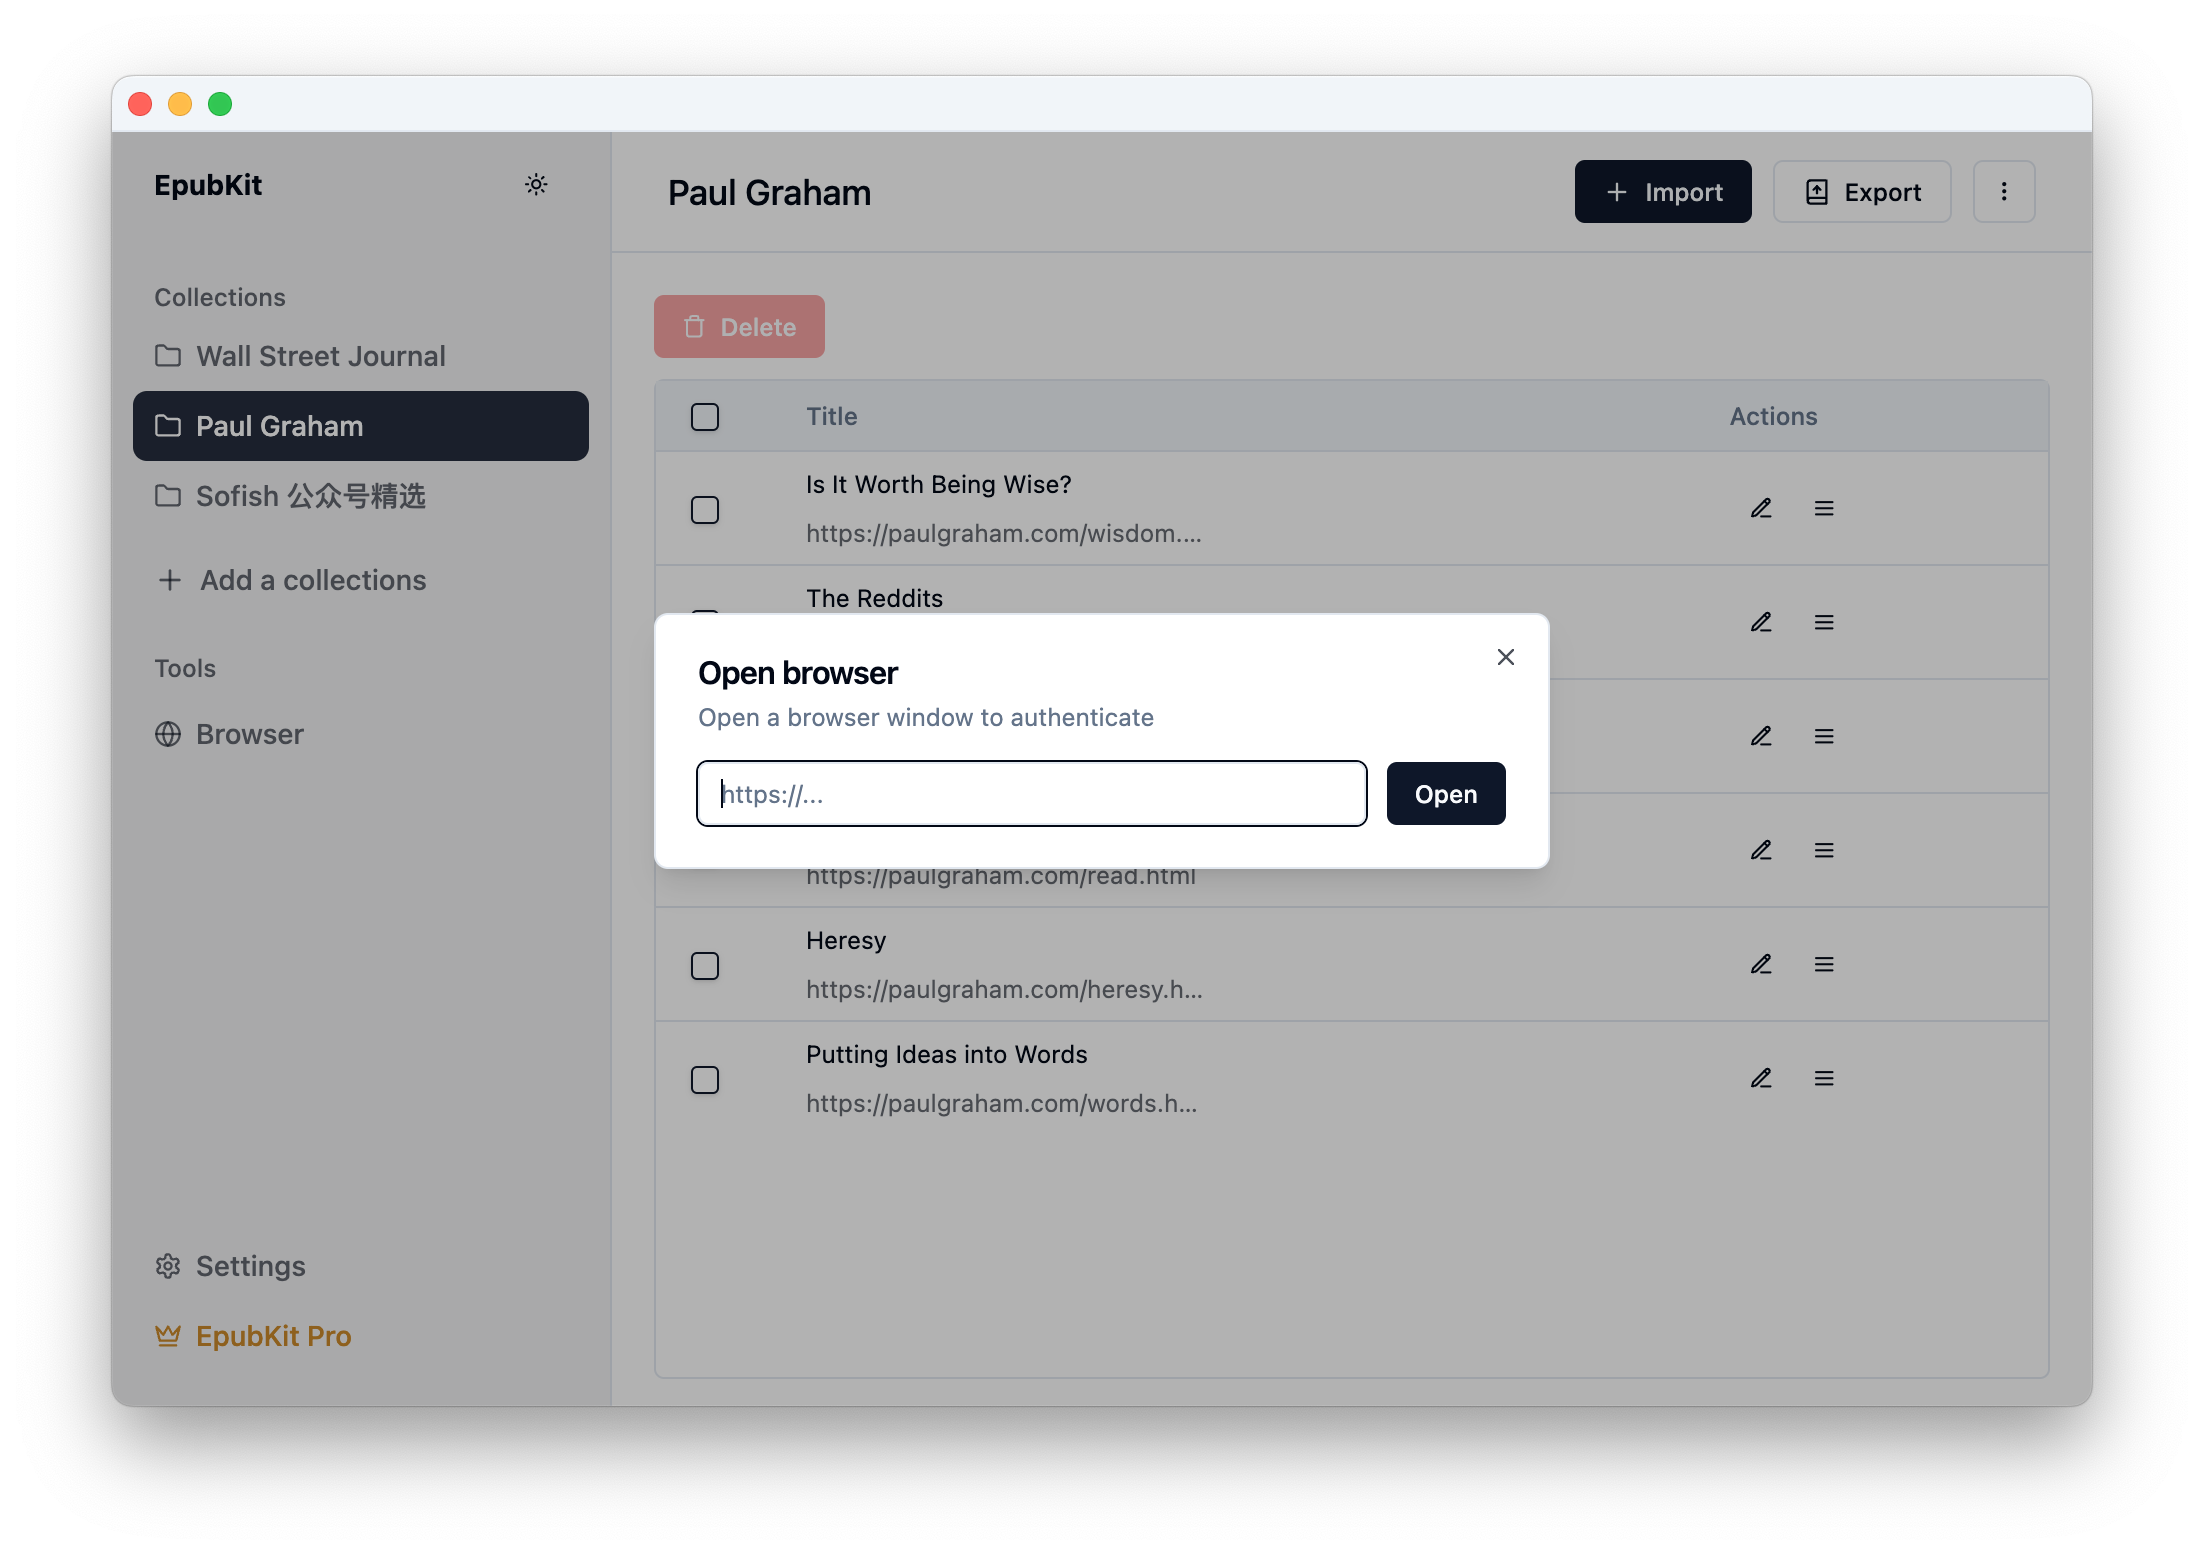 EpubKit
Collections
Wall Street Journal
Paul Graham
Sofish 公众号精选
Add a collections
Tools
Browser
Settings
EpubKit Pro
Paul Graham
Import
Export
Delete
Title
Actions
Is It Worth Being Wise?
https://paulgraham.com/wisdom....
The Reddits
Open browser
Open a browser window to authenticate
https://...
Open
https://paulgraham.com/read.html
Heresy
https://paulgraham.com/heresy.h...
Putting Ideas into Words
https://paulgraham.com/words.h...